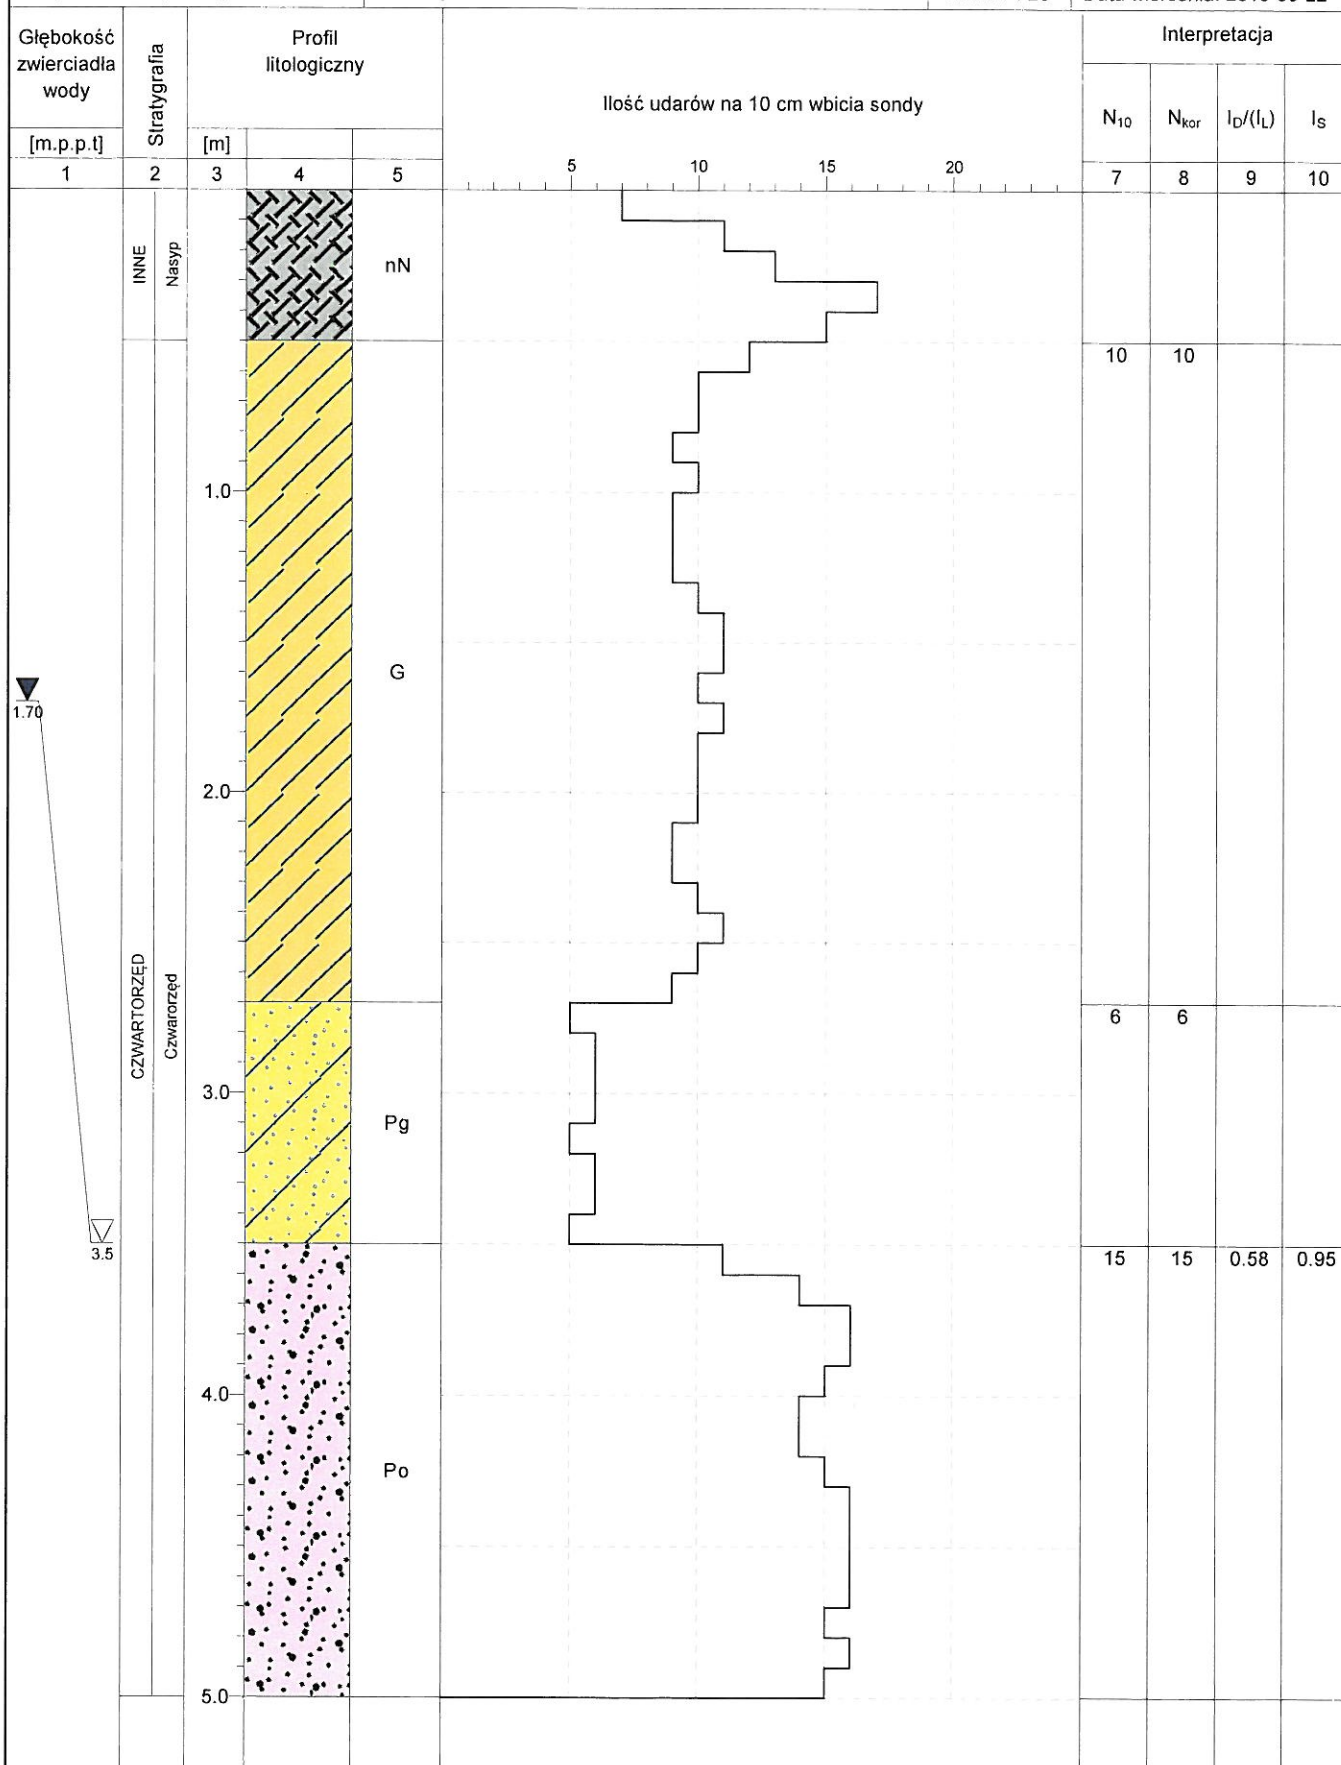 Głębokość
zwierciadła
wody
[m.p.p.t]
Stratygrafia
Profil
litologiczny
[m]
Ilość udarów na 10 cm wbicia sondy
Interpretacja
N10 Nkor ID/(IL) IS
5 10 15 20
1 2 3 4 5 7 8 9 10
INNE
Nasyp
nN
10 10
1.0
G
1.70
2.0
CZWARTORZĘD
Czwarorzęd
6 6
3.0
Pg
3.5
15 15 0.58 0.95
4.0
Po
5.0